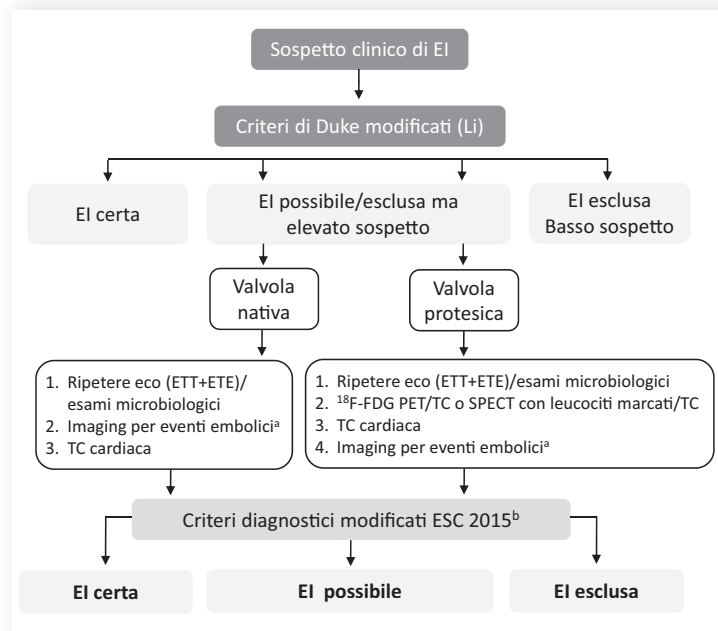 Sospetto clinico di EI
Criteri di Duke modificati (Li)
EI certa
EI possibile/esclusa ma
elevato sospetto
EI esclusa
Basso sospetto
Valvola
nativa
Valvola
protesica
1. Ripetere eco (ETT+ETE)/
esami microbiologici
2. Imaging per eventi emboliciᵃ
3. TC cardiaca
1. Ripetere eco (ETT+ETE)/esami microbiologici
2. ¹⁸F-FDG PET/TC o SPECT con leucociti marcati/TC
3. TC cardiaca
4. Imaging per eventi emboliciᵃ
Criteri diagnostici modificati ESC 2015ᵇ
EI certa
EI possibile
EI esclusa